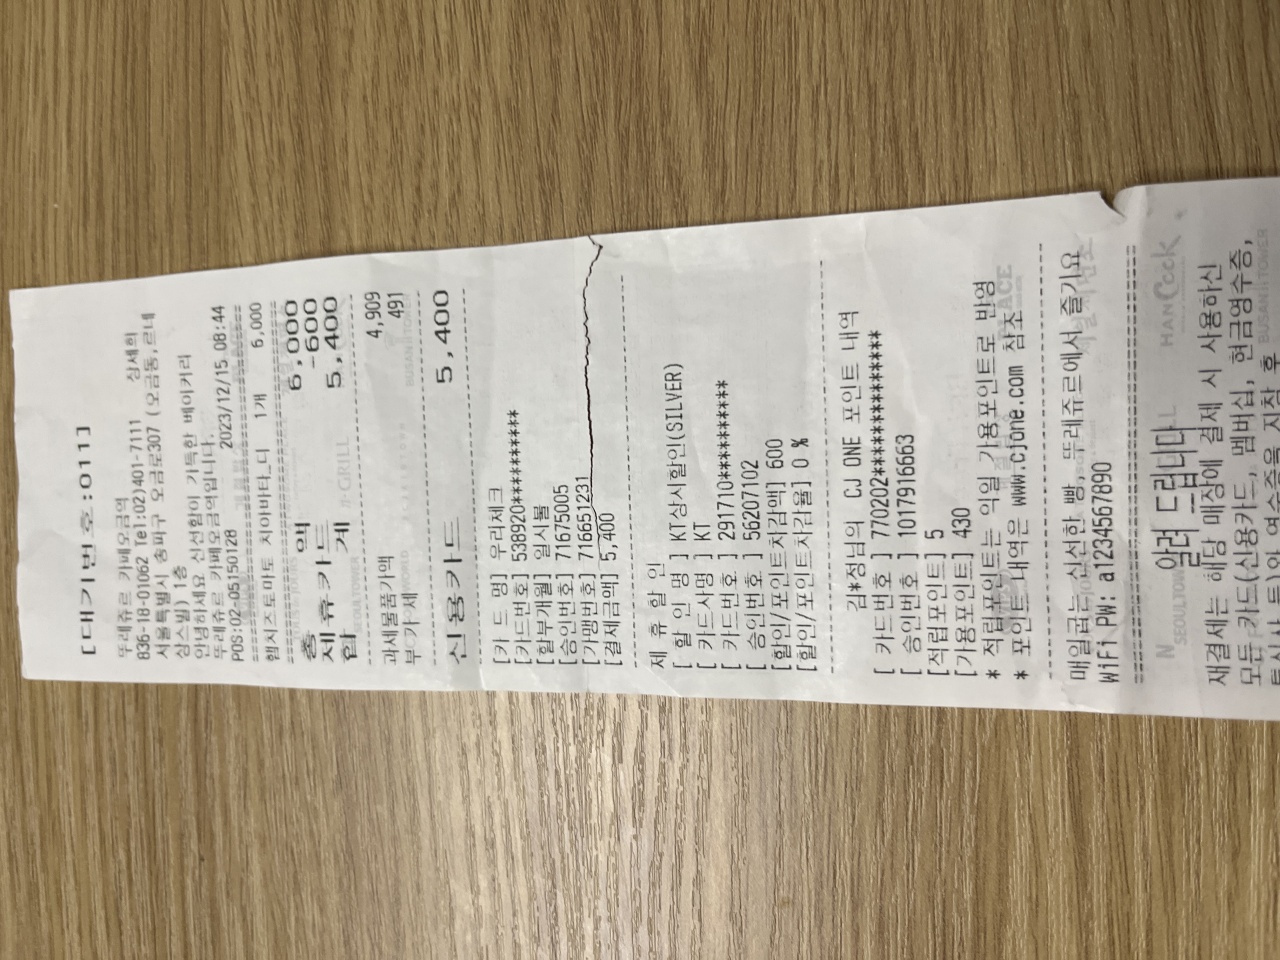 [대기번호:011]
뚜레쥬르 카페오금역
836-18-01062 Tel:02)401-7111 장세희
서울특별시 송파구 오금로307 (오금동,르네
상스빌) 1층
안녕하세요 신선함이 가득한 베이커리
뚜레쥬르 카페오금역입니다.
POS:02-05150128 2023/12/15 08:44
햄치즈토마토 치아바타_디 1개 6,000
총 액 6,000
제휴카드 -600
합 계 5,400
과세물품가액 4,909
부가세 491
신용카드 5,400
[카 드 명] 우리체크
[카드번호] 538920**********
[할부개월] 일시불
[승인번호] 71675005
[가맹번호] 716651231
[결제금액] 5,400
제 휴 할 인
[ 할 인 명 ] KT상시할인(SILVER)
[ 카드사명 ] KT
[ 카드번호 ] 291710**********
[ 승인번호 ] 56207102
[할인/포인트차감액] 600
[할인/포인트차감율] 0 %
김*정님의 CJ ONE 포인트 내역
[ 카드번호 ] 770202****************
[ 승인번호 ] 1017916663
[적립포인트] 5
[가용포인트] 430
* 적립포인트는 익일 가용포인트로 반영
* 포인트 내역은 www.cjone.com 참조
매일굽는 신선한 빵, 뚜레쥬르에서 즐기요
WiFi PW: a1234567890
알려 드립니다
재결제는 해당 매장에 결제 시 사용하신
모든 카드(신용카드, 멤버십, 현금영수증,